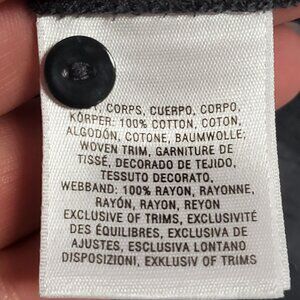 CORPS, CUERPO, CORPO,
KÖRPER: 100% COTTON, COTON,
ALGODÓN, COTONE, BAUMWOLLE;
WOVEN TRIM, GARNITURE DE
TISSÉ, DECORADO DE TEJIDO,
TESSUTO DECORATO,
WEBBAND: 100% RAYON, RAYONNE,
RAYÓN, RAYON, REYON
EXCLUSIVE OF TRIMS, EXCLUSIVITÉ
DES ÉQUILIBRES, EXCLUSIVA DE
AJUSTES, ESCLUSIVA LONTANO
DISPOSIZIONI, EXKLUSIV OF TRIMS